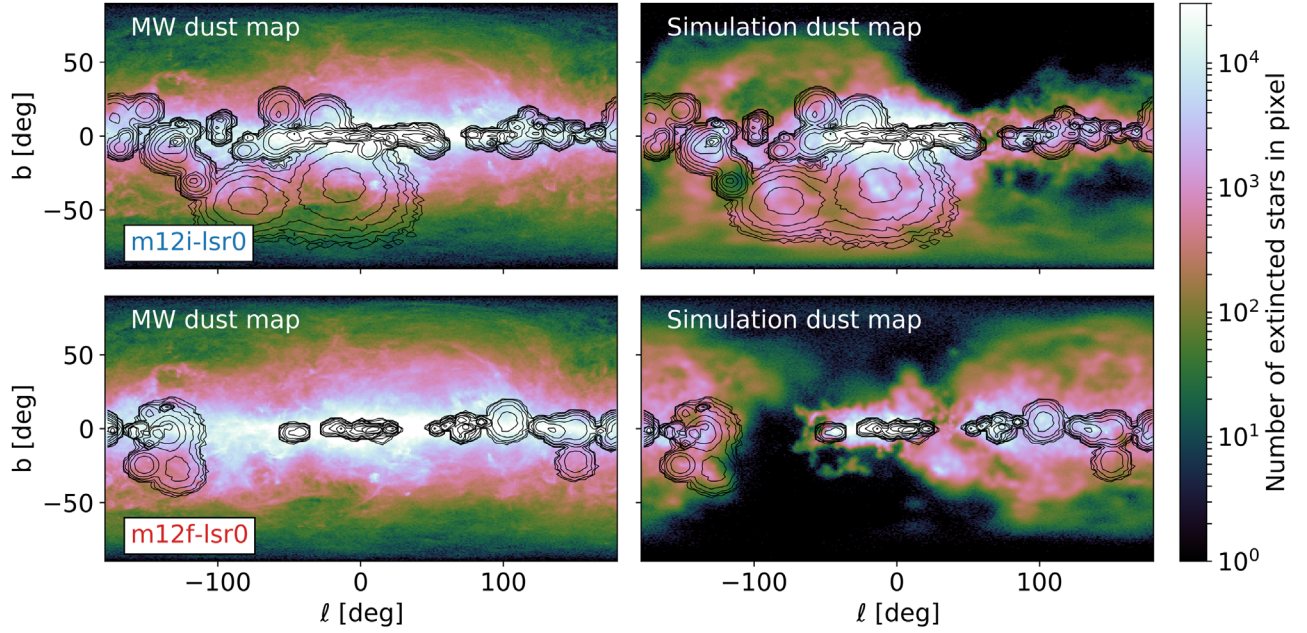 MW dust map
Simulation dust map
50
0
−50
b [deg]
m12i-lsr0
MW dust map
Simulation dust map
50
0
−50
b [deg]
m12f-lsr0
−100 0 100
−100 0 100
ℓ [deg]
ℓ [deg]
10⁴
10³
10²
10¹
10⁰
Number of extincted stars in pixel